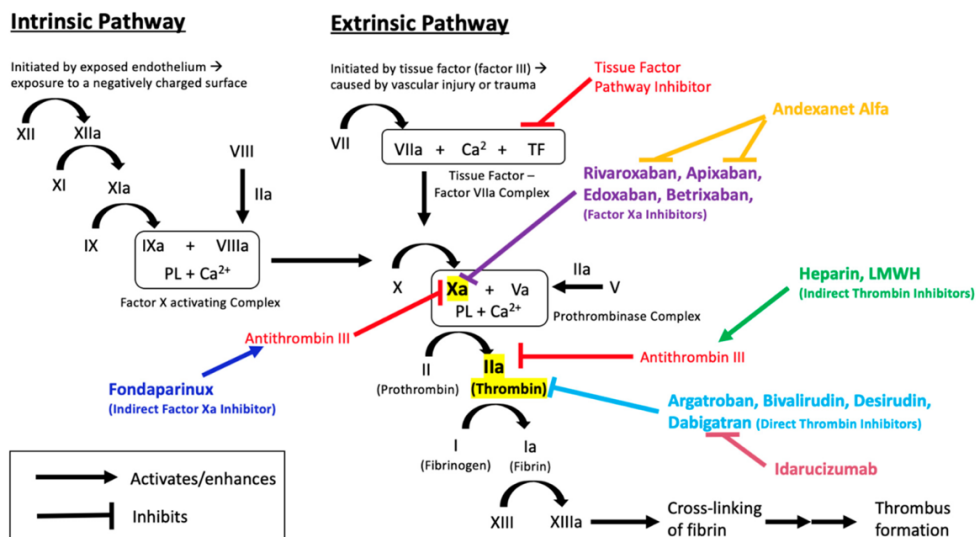 Intrinsic Pathway
Initiated by exposed endothelium →
exposure to a negatively charged surface
XII
XIIa
XI
XIa
VIII
IIa
IX
IXa + VIIIa
PL + Ca²⁺
Factor X activating Complex
Extrinsic Pathway
Initiated by tissue factor (factor III) →
caused by vascular injury or trauma
VII
VIIa + Ca² + TF
Tissue Factor –
Factor VIIa Complex
Tissue Factor
Pathway Inhibitor
Andexanet Alfa
Rivaroxaban, Apixaban,
Edoxaban, Betrixaban,
(Factor Xa Inhibitors)
X
Xa + Va
PL + Ca²⁺
IIa
V
Prothrombinase Complex
Heparin, LMWH
(Indirect Thrombin Inhibitors)
Antithrombin III
Antithrombin III
Fondaparinux
(Indirect Factor Xa Inhibitor)
II
(Prothrombin)
IIa
(Thrombin)
Argatroban, Bivalirudin, Desirudin,
Dabigatran (Direct Thrombin Inhibitors)
Idarucizumab
I
(Fibrinogen)
Ia
(Fibrin)
XIII
XIIIa
Cross-linking
of fibrin
Thrombus
formation
Activates/enhances
Inhibits